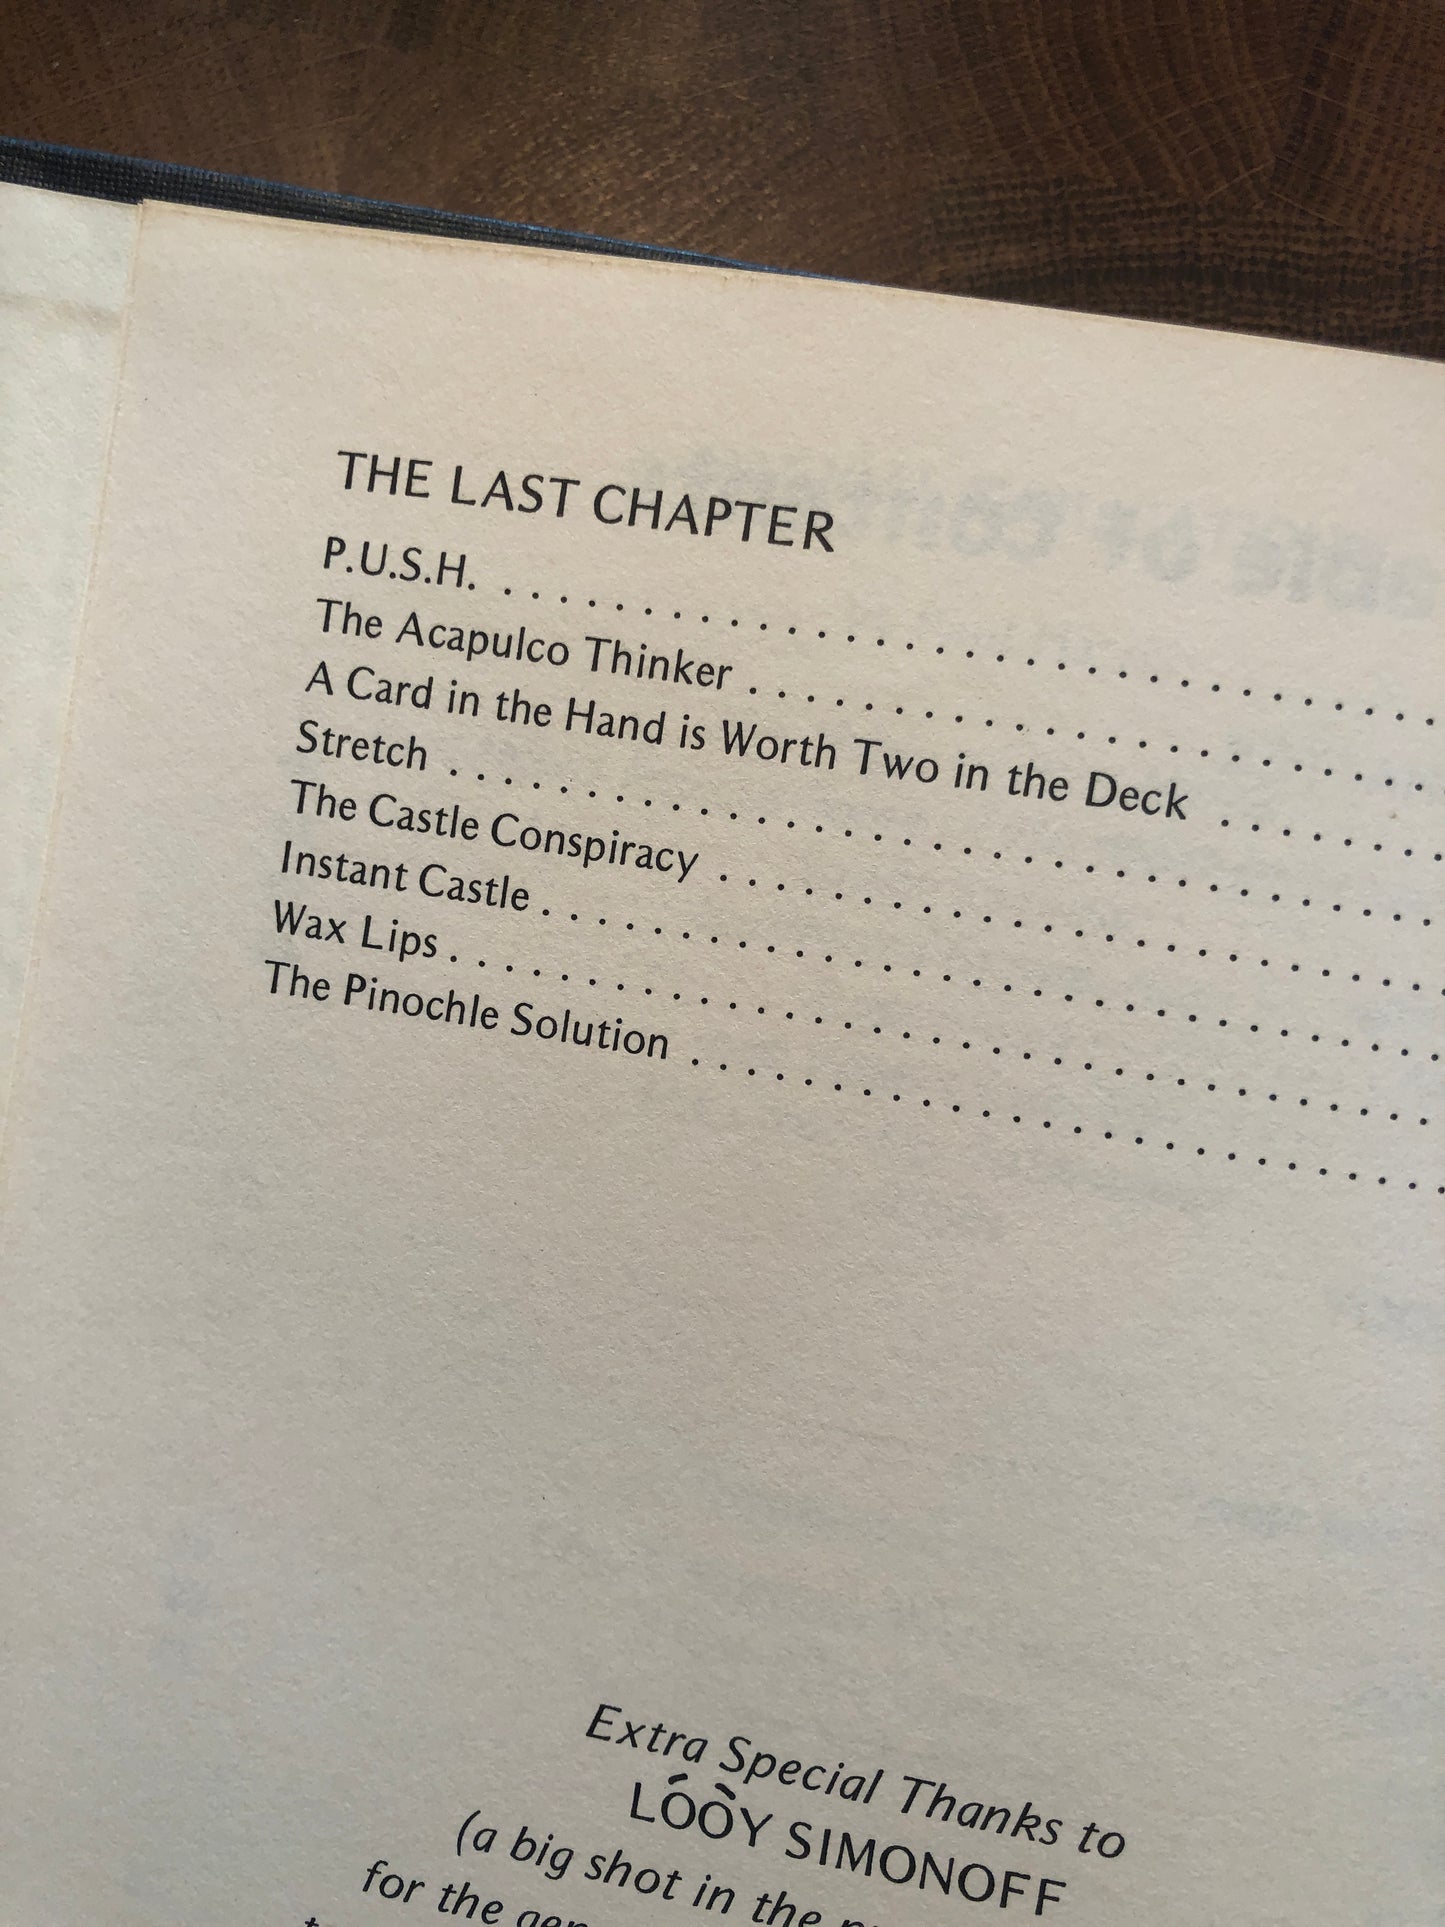 THE LAST CHAPTER
P.U.S.H. . . . . . . . . . . . . . . . . . . . . . . . . . . . . . . .
The Acapulco Thinker . . . . . . . . . . . . . . . . . . . . . . .
A Card in the Hand is Worth Two in the Deck . . . . . . . .
Stretch . . . . . . . . . . . . . . . . . . . . . . . . . . . . . . . . .
The Castle Conspiracy . . . . . . . . . . . . . . . . . . . . . . . .
Instant Castle . . . . . . . . . . . . . . . . . . . . . . . . . . . . . .
Wax Lips . . . . . . . . . . . . . . . . . . . . . . . . . . . . . . . . .
The Pinochle Solution . . . . . . . . . . . . . . . . . . . . . . . . .
Extra Special Thanks to
LÓÒY SIMONOFF
(a big shot in the
for the